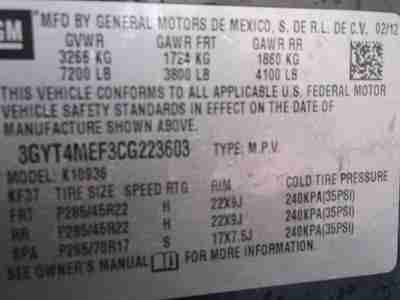 GM
MFD BY GENERAL MOTORS DE MEXICO, S. DE R.L. DE C.V. 02/12
GVWR GAWR FRT GAWR RR
3266 KG 1724 KG 1860 KG
7200 LB 3800 LB 4100 LB
THIS VEHICLE CONFORMS TO ALL APPLICABLE U.S. FEDERAL MOTOR
VEHICLE SAFETY STANDARDS IN EFFECT ON THE DATE OF
MANUFACTURE SHOWN ABOVE.
3GYT4MEF3CG223603 TYPE: M.P.V.
MODEL: K10936
KF37 TIRE SIZE SPEED RTG RIM COLD TIRE PRESSURE
FRT P285/45R22 H 22X9J 240KPA(35PSI)
RR P285/45R22 H 22X9J 240KPA(35PSI)
SPA P265/70R17 S 17X7.5J 240KPA(35PSI)
SEE OWNER'S MANUAL FOR MORE INFORMATION